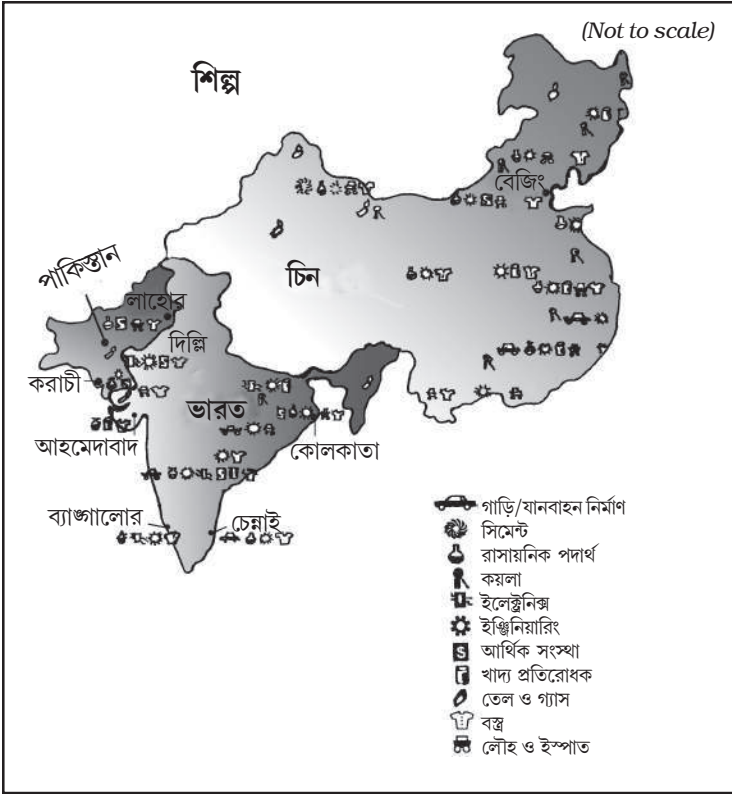 (Not to scale)
শিল্প
বেজিং
চিন
পাকিস্তান
লাহোর
দিল্লি
করাচী
ভারত
আহমেদাবাদ
কোলকাতা
ব্যাঙ্গালোর
চেন্নাই
গাড়ি/যানবাহন নির্মাণ
সিমেন্ট
রাসায়নিক পদার্থ
কয়লা
ইলেক্ট্রনিক্স
ইঞ্জিনিয়ারিং
S আর্থিক সংস্থা
খাদ্য প্রতিরোধক
তেল ও গ্যাস
বস্ত্র
লৌহ ও ইস্পাত